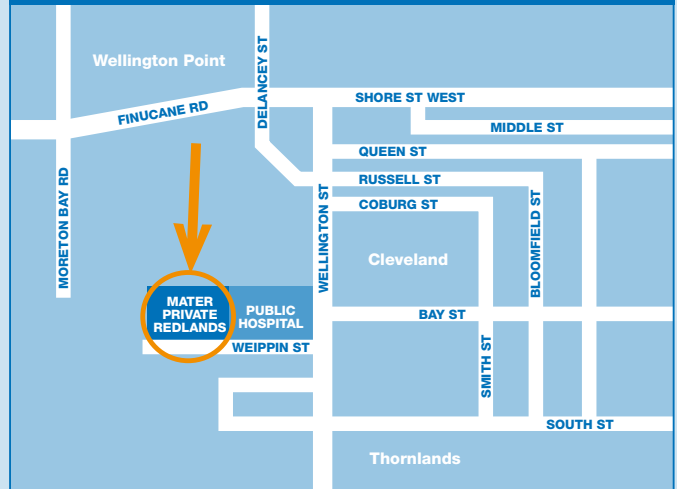 Wellington Point
DELANCEY ST
FINUCANE RD
SHORE ST WEST
MIDDLE ST
QUEEN ST
RUSSELL ST
COBURG ST
MORETON BAY RD
WELLINGTON ST
BLOOMFIELD ST
Cleveland
MATER
PRIVATE
REDLANDS
PUBLIC
HOSPITAL
BAY ST
WEIPPIN ST
SMITH ST
SOUTH ST
Thornlands